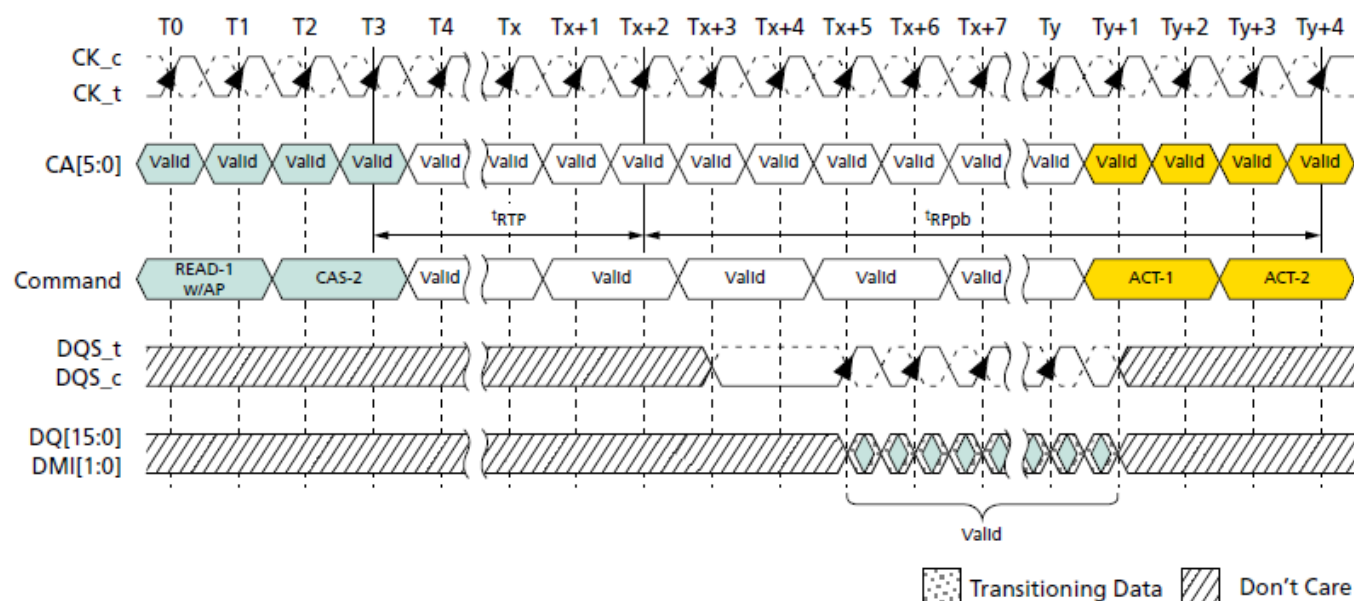 T0 T1 T2 T3 T4 Tx Tx+1 Tx+2 Tx+3 Tx+4 Tx+5 Tx+6 Tx+7 Ty Ty+1 Ty+2 Ty+3 Ty+4
CK_c
CK_t
CA[5:0] Valid Valid Valid Valid Valid Valid Valid Valid Valid Valid Valid Valid Valid Valid Valid Valid Valid Valid
tRTP tRPpb
Command READ-1 w/AP CAS-2 Valid Valid Valid Valid Valid ACT-1 ACT-2
DQS_t
DQS_c
DQ[15:0]
DMI[1:0]
Valid
Transitioning Data Don't Care